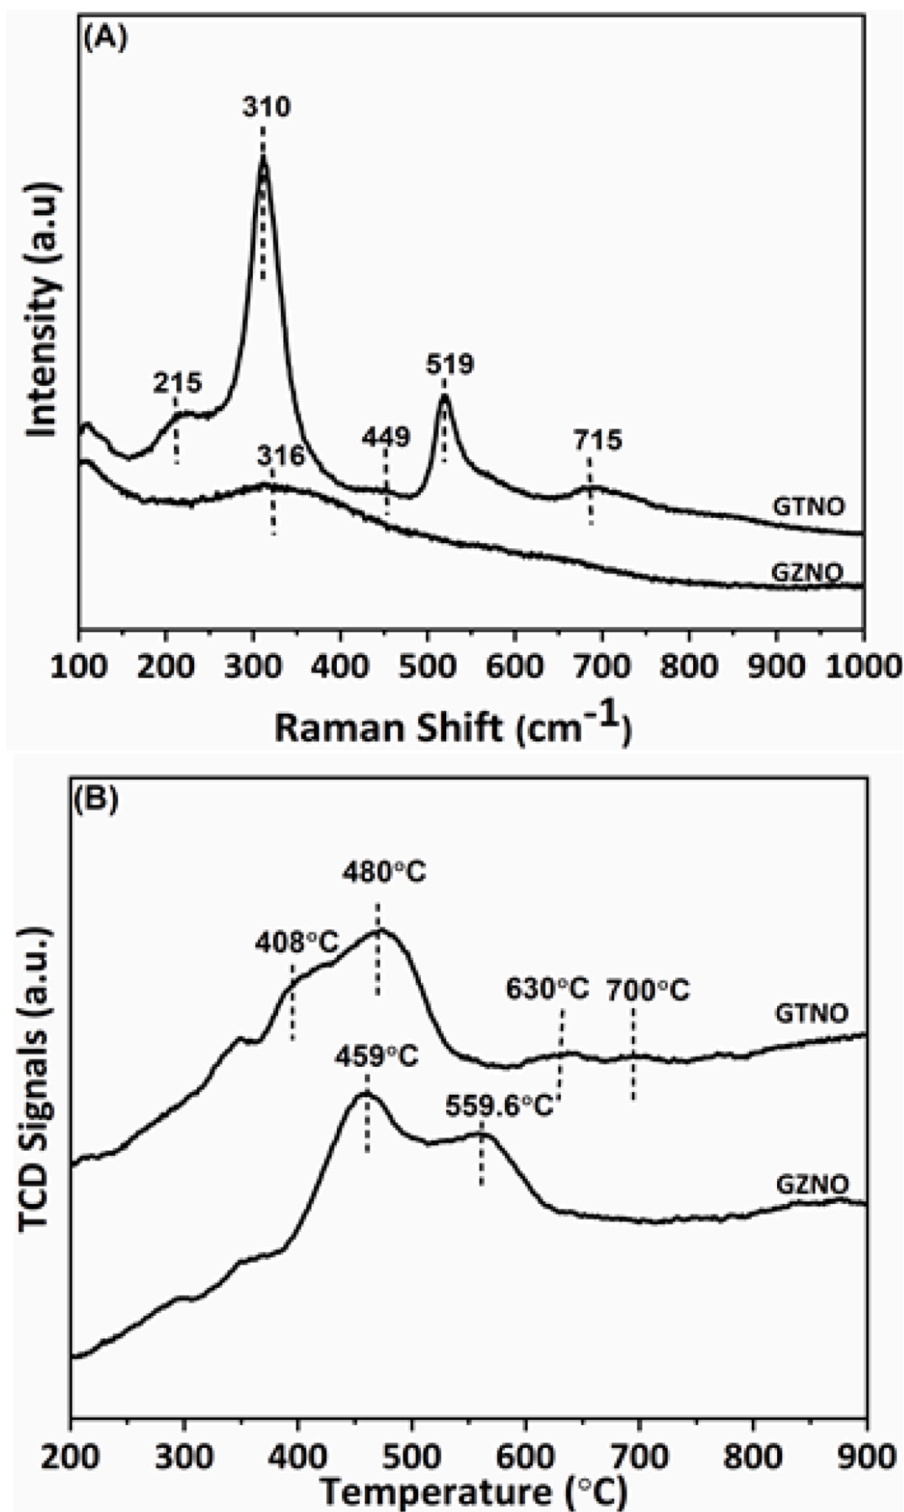 (A)
310
215
519
449
316
715
GTNO
GZNO
Intensity (a.u)
100 200 300 400 500 600 700 800 900 1000
Raman Shift (cm-1)
(B)
480°C
408°C
630°C 700°C
GTNO
459°C
559.6°C
GZNO
TCD Signals (a.u.)
200 300 400 500 600 700 800 900
Temperature (°C)